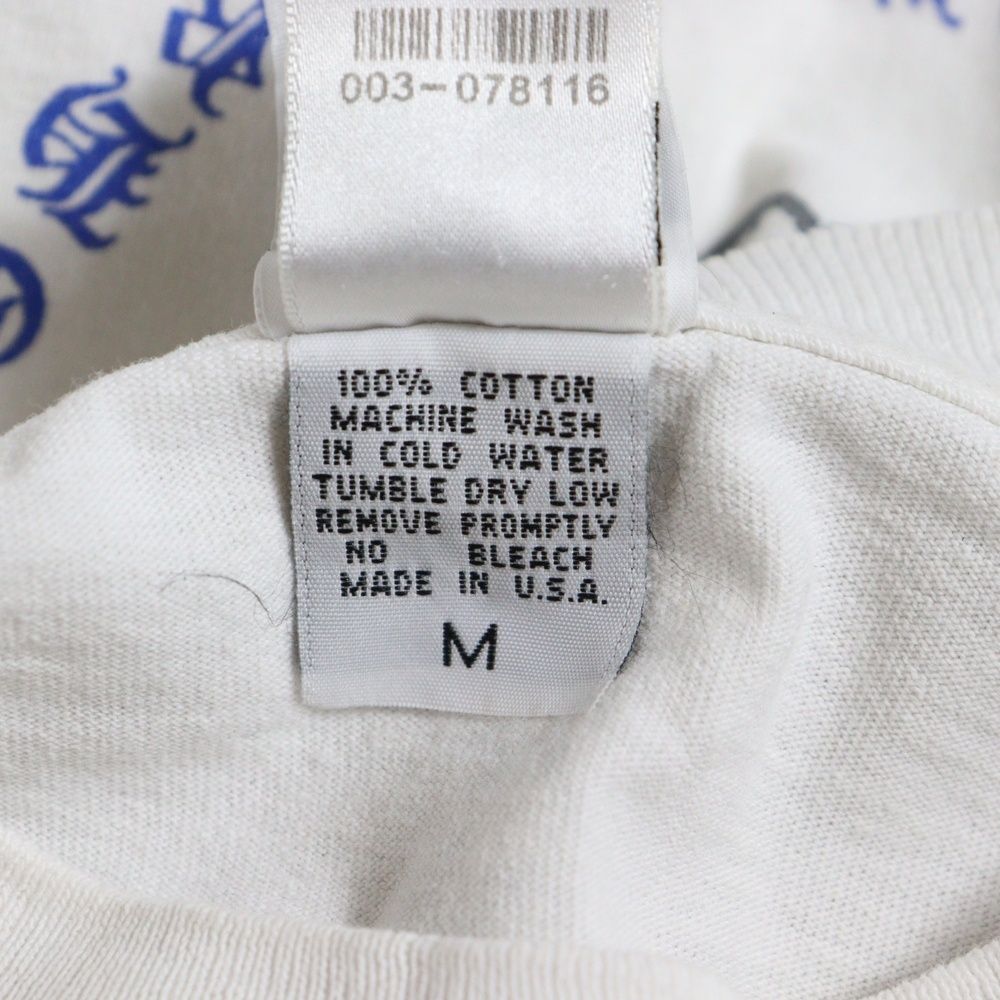 003-078116
100% COTTON
MACHINE WASH
IN COLD WATER
TUMBLE DRY LOW
REMOVE PROMPTLY
NO BLEACH
MADE IN U.S.A.
M